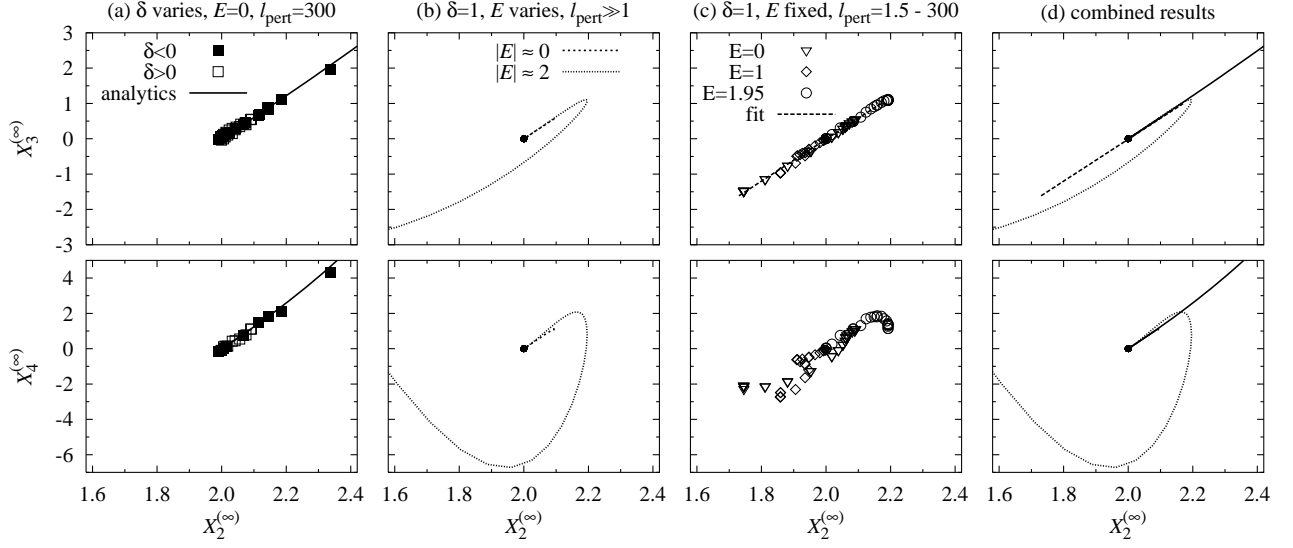 (a) δ varies, E=0, l_pert=300
(b) δ=1, E varies, l_pert≫1
(c) δ=1, E fixed, l_pert=1.5 - 300
(d) combined results
δ<0
δ>0
analytics
|E| ≈ 0
|E| ≈ 2
E=0
E=1
E=1.95
fit
X_3^(∞)
3
2
1
0
-1
-2
-3
X_4^(∞)
4
2
0
-2
-4
-6
1.6 1.8 2.0 2.2 2.4
1.6 1.8 2.0 2.2 2.4
1.6 1.8 2.0 2.2 2.4
1.6 1.8 2.0 2.2 2.4
X_2^(∞)
X_2^(∞)
X_2^(∞)
X_2^(∞)